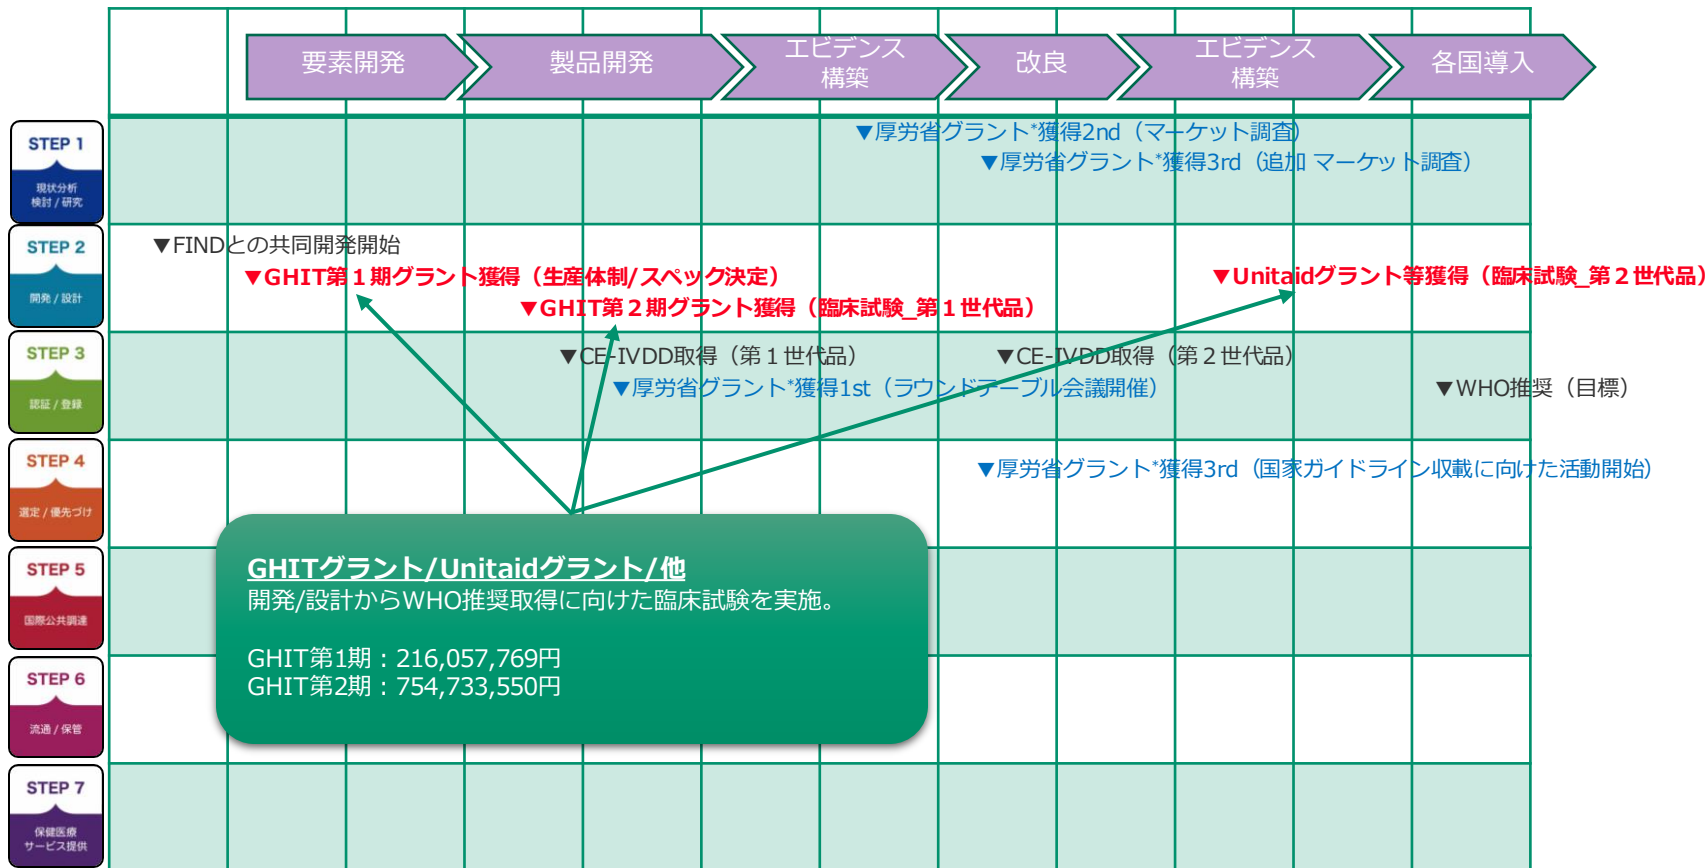 要素開発
製品開発
エビデンス
構築
改良
エビデンス
構築
各国導入
STEP 1
現状分析
検討 / 研究
▼厚労省グラント*獲得2nd（マーケット調査）
▼厚労省グラント*獲得3rd（追加 マーケット調査）
STEP 2
開発 / 設計
▼FINDとの共同開発開始
▼GHIT第１期グラント獲得（生産体制/スペック決定）
▼GHIT第２期グラント獲得（臨床試験_第１世代品）
▼Unitaidグラント等獲得（臨床試験_第２世代品）
STEP 3
認証 / 登録
▼CE-IVDD取得（第１世代品）
▼CE-IVDD取得（第２世代品）
▼厚労省グラント*獲得1st（ラウンドテーブル会議開催）
▼WHO推奨（目標）
STEP 4
選定 / 優先づけ
▼厚労省グラント*獲得3rd（国家ガイドライン収載に向けた活動開始）
STEP 5
国際公共調達
GHITグラント/Unitaidグラント/他
開発/設計からWHO推奨取得に向けた臨床試験を実施。
GHIT第1期：216,057,769円
GHIT第2期：754,733,550円
STEP 6
流通 / 保管
STEP 7
保健医療
サービス提供